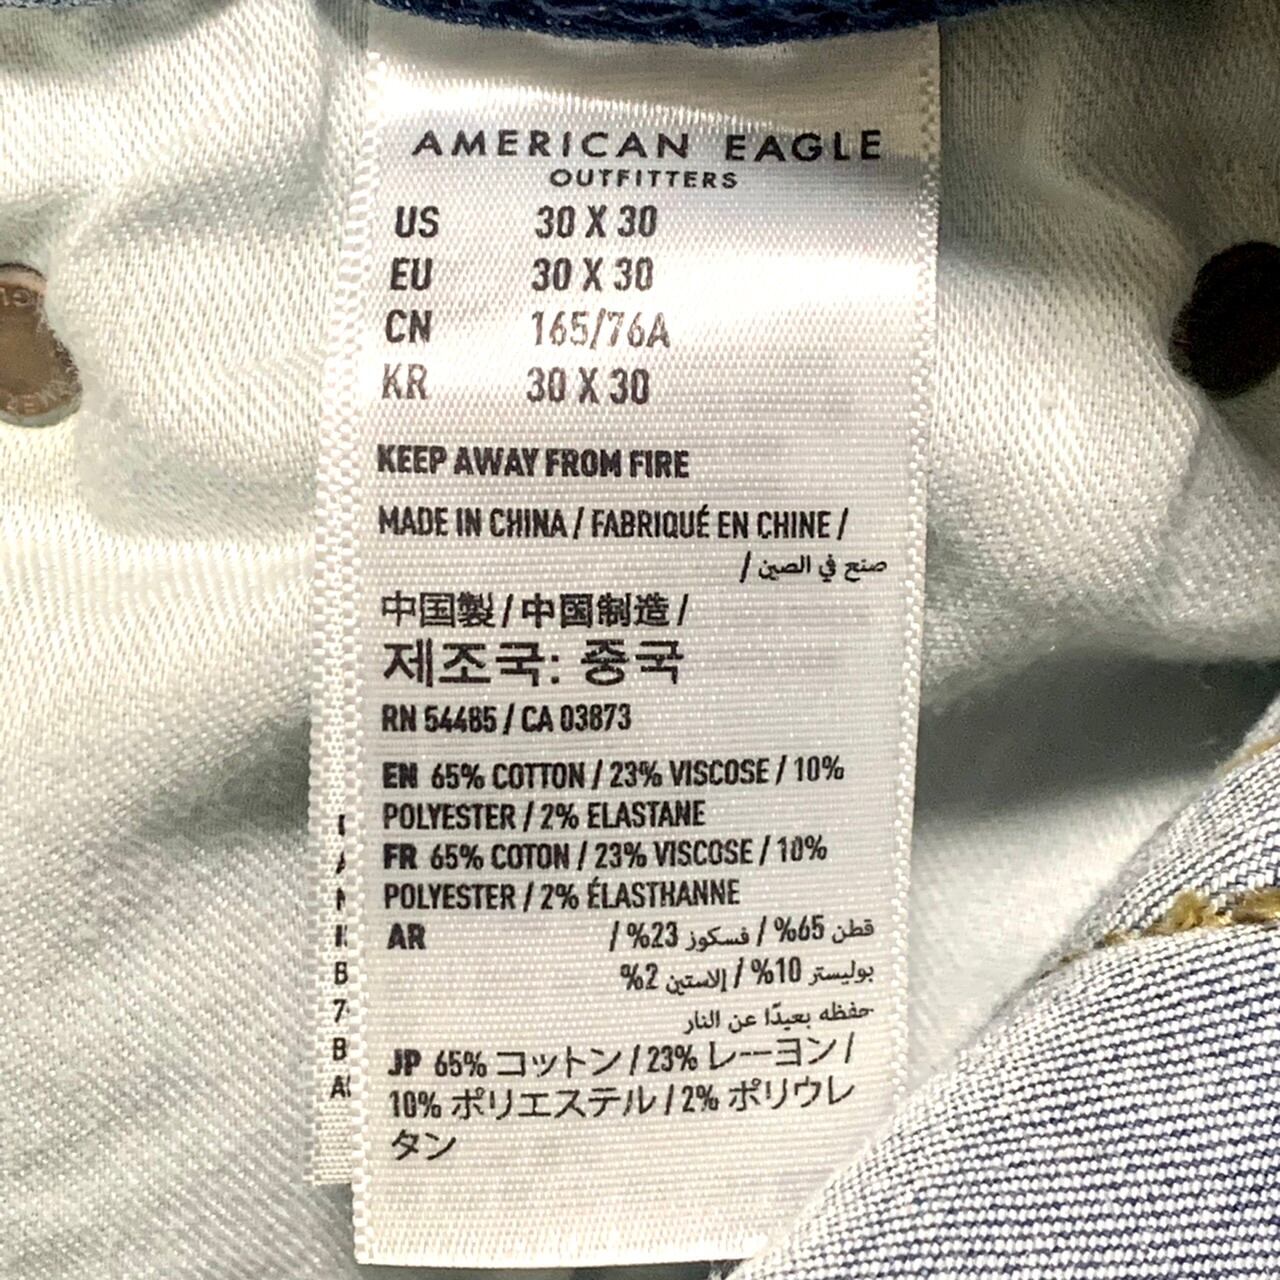 AMERICAN EAGLE
OUTFITTERS
US 30 X 30
EU 30 X 30
CN 165/76A
KR 30 X 30
KEEP AWAY FROM FIRE
MADE IN CHINA / FABRIQUÉ EN CHINE /
صنع في الصين /
中国製 / 中国制造 /
제조국: 중국
RN 54485 / CA 03873
EN 65% COTTON / 23% VISCOSE / 10%
POLYESTER / 2% ELASTANE
FR 65% COTON / 23% VISCOSE / 10%
POLYESTER / 2% ÉLASTHANNE
AR قطن 65% / فسكوز 23% /
بوليستر 10% / إلاستين 2%
حفظه بعيدًا عن النار
JP 65% コットン / 23% レーヨン /
10% ポリエステル / 2% ポリウレ
タン